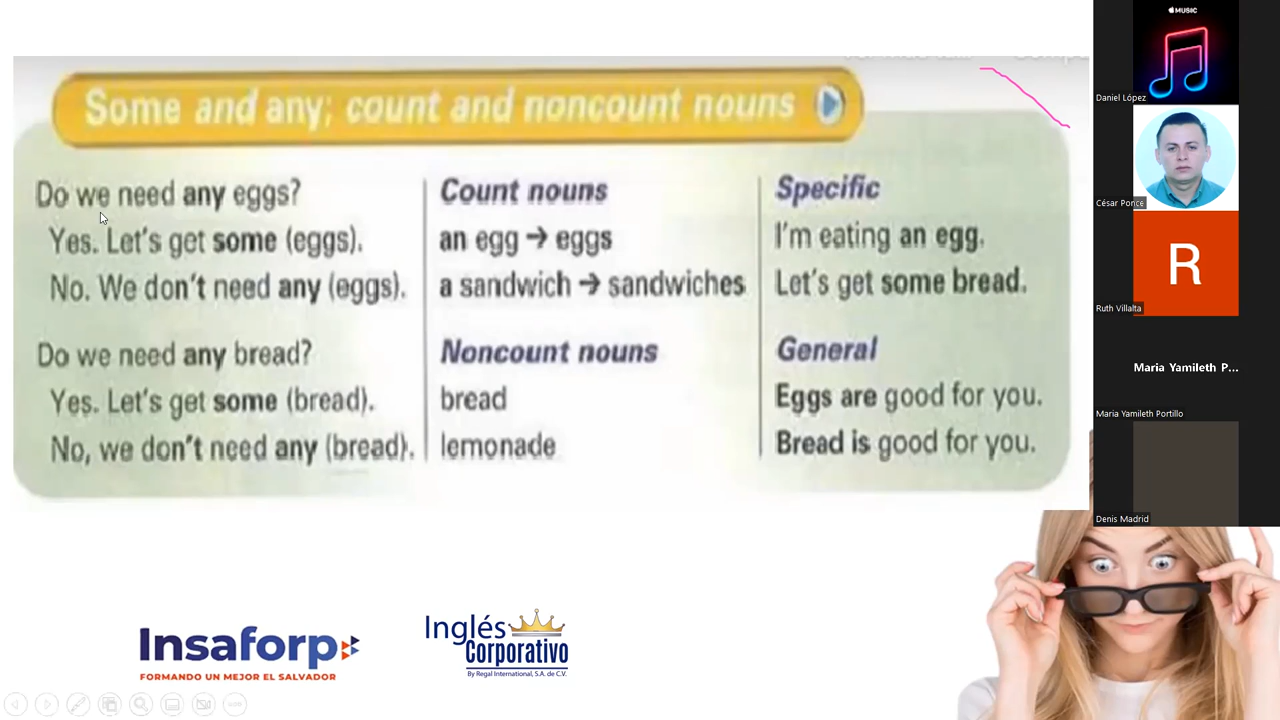 Some and any; count and noncount nouns
Do we need any eggs?
Yes. Let's get some (eggs).
No. We don't need any (eggs).
Do we need any bread?
Yes. Let's get some (bread).
No, we don't need any (bread).
Count nouns
an egg → eggs
a sandwich → sandwiches
Noncount nouns
bread
lemonade
Specific
I'm eating an egg.
Let's get some bread.
General
Eggs are good for you.
Bread is good for you.
Insaforp
FORMANDO UN MEJOR EL SALVADOR
Inglés
Corporativo
By Regal International, S.A. de C.V.
MUSIC
Daniel López
César Ponce
R
Ruth Villalta
Maria Yamileth P...
Maria Yamileth Portillo
Denis Madrid